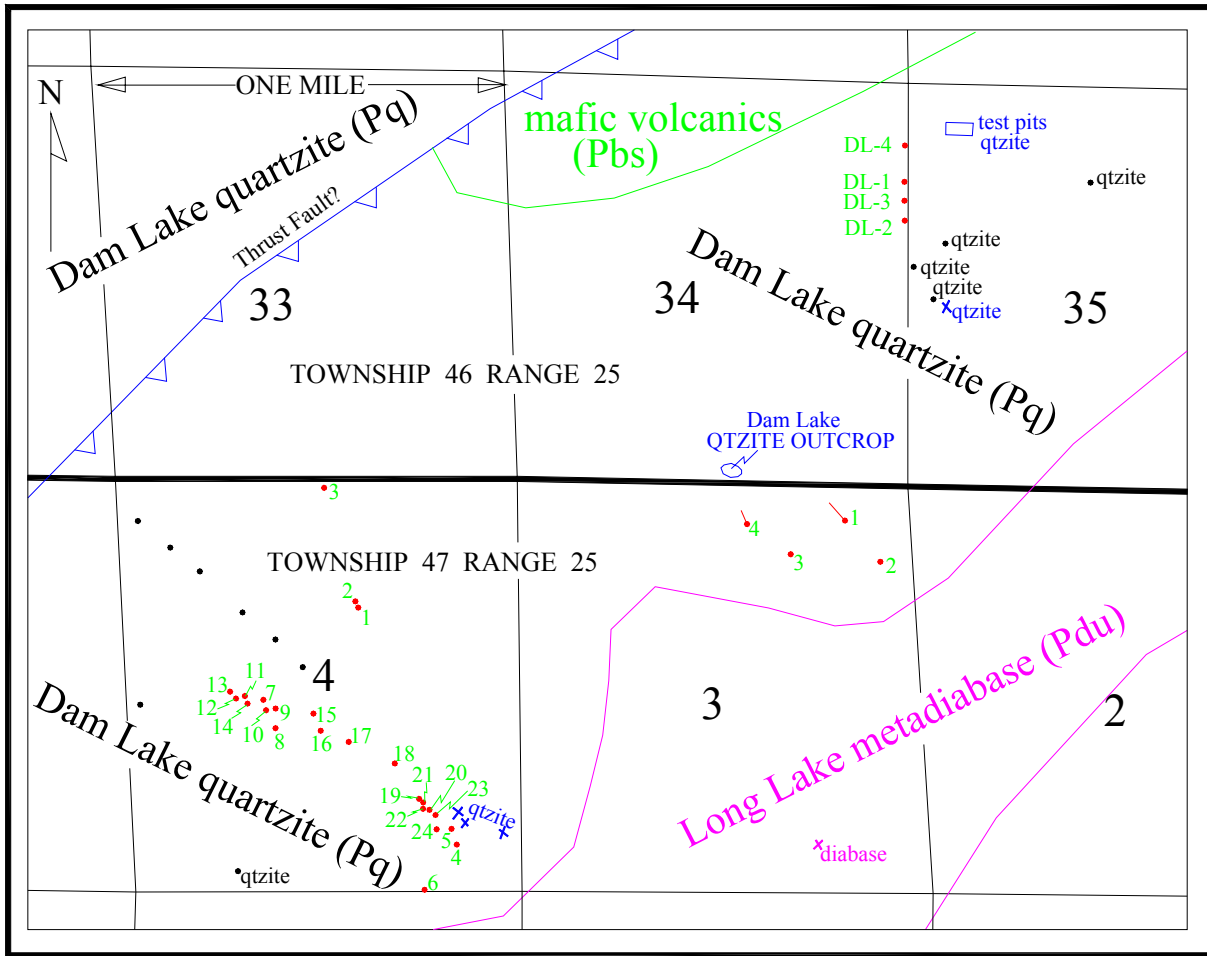 N
ONE MILE
Dam Lake quartzite (Pq)
Thrust Fault?
mafic volcanics
(Pbs)
DL-4
DL-1
DL-3
DL-2
test pits
qtzite
qtzite
qtzite
qtzite
qtzite
qtzite
33
34
35
Dam Lake quartzite (Pq)
TOWNSHIP 46 RANGE 25
Dam Lake
QTZITE OUTCROP
3
TOWNSHIP 47 RANGE 25
4
1
3
2
2
1
4
13
11
7
12
14
10
9
8
15
16
17
18
21
20
23
19
22
24
5
4
6
qtzite
Dam Lake quartzite (Pq)
qtzite
3
2
Long Lake metadiabase (Pdu)
diabase